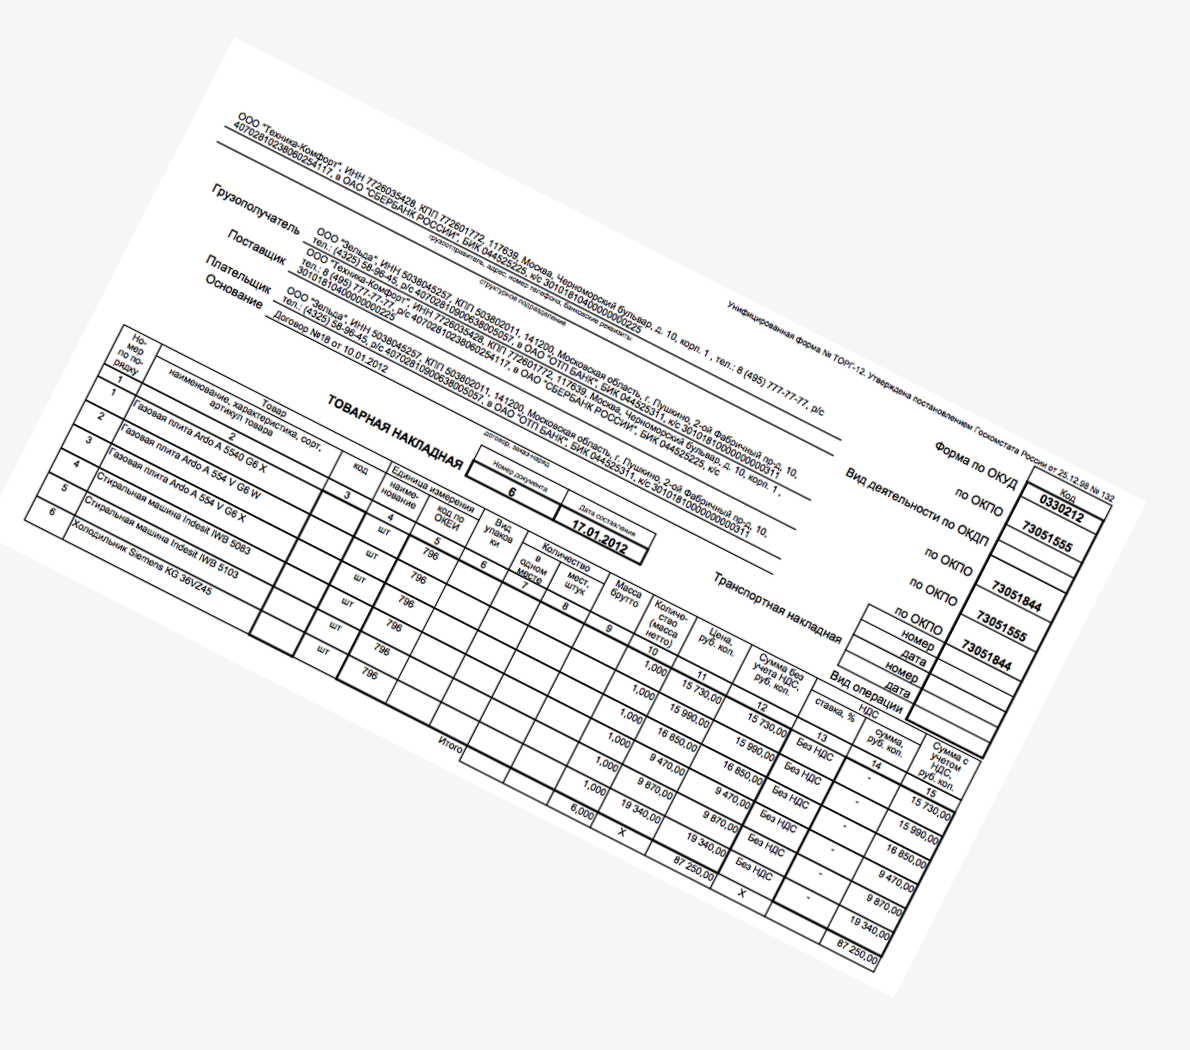 Унифицированная форма № ТОРГ-12, Утверждена постановлением Госкомстата России от 25.12.98 № 132
Код
Форма по ОКУД 0330212
ООО "Техника-Комфорт", ИНН 7726035428, КПП 772601772, 117639, Москва, Черноморский бульвар, д. 10, корп. 1 , тел.: 8 (495) 777-77-77, р/с
40702810238060254117, в ОАО "СБЕРБАНК РОССИИ", БИК 044525225, к/с 30101810400000000225
по ОКПО 73051555
грузоотправитель, адрес, номер телефона, банковские реквизиты
структурное подразделение
Вид деятельности по ОКДП
Грузополучатель
ООО "Зельда" ИНН 5038045257, КПП 503802011, 141200, Московская область, г. Пушкино, 2-ой Фабричный пр-д, 10,
тел.: (4325) 58-96-45, р/с 40702810900638005057, в ОАО "ОТП БАНК", БИК 044525311, к/с 30101810000000000311
по ОКПО 73051844
Поставщик
ООО "Техника-Комфорт", ИНН 7726035428, КПП 772601772, 117639, Москва, Черноморский бульвар, д. 10, корп. 1 ,
тел.: 8 (495) 777-77-77, р/с 40702810238060254117, в ОАО "СБЕРБАНК РОССИИ", БИК 044525225, к/с
30101810400000000225
по ОКПО 73051555
Плательщик
ООО "Зельда" ИНН 5038045257, КПП 503802011, 141200, Московская область, г. Пушкино, 2-ой Фабричный пр-д, 10,
тел.: (4325) 58-96-45, р/с 40702810900638005057, в ОАО "ОТП БАНК", БИК 044525311, к/с 30101810000000000311
по ОКПО 73051844
Основание Договор №18 от 10.01.2012
договор, заказ-наряд
номер
дата
Транспортная накладная номер
дата
Вид операции
Номер документа Дата составления
ТОВАРНАЯ НАКЛАДНАЯ 6 17.01.2012
Но-
мер
по по-
рядку
Товар
наименование, характеристика, сорт,
артикул товара
код
Единица измерения
наиме-
нование
код по
ОКЕИ
Вид
упаков
ки
Количество
в
одном
месте
мест,
штук
Масса
брутто
Количе-
ство
(масса
нетто)
Цена,
руб. коп.
Сумма без
учета НДС,
руб. коп.
НДС
ставка, %
сумма,
руб. коп.
Сумма с
учетом
НДС,
руб. коп.
1 2 3 4 5 6 7 8 9 10 11 12 13 14 15
1 Газовая плита Ardo A 5540 G6 X шт 796 1,000 15 730,00 15 730,00 Без НДС - 15 730,00
2 Газовая плита Ardo A 554 V G6 W шт 796 1,000 15 990,00 15 990,00 Без НДС - 15 990,00
3 Газовая плита Ardo A 554 V G6 X шт 796 1,000 16 850,00 16 850,00 Без НДС - 16 850,00
4 Стиральная машина Indesit IWB 5083 шт 796 1,000 9 470,00 9 470,00 Без НДС - 9 470,00
5 Стиральная машина Indesit IWB 5103 шт 796 1,000 9 870,00 9 870,00 Без НДС - 9 870,00
6 Холодильник Siemens KG 36VZ45 шт 796 1,000 19 340,00 19 340,00 Без НДС - 19 340,00
Итого 6,000 X 87 250,00 X 87 250,00